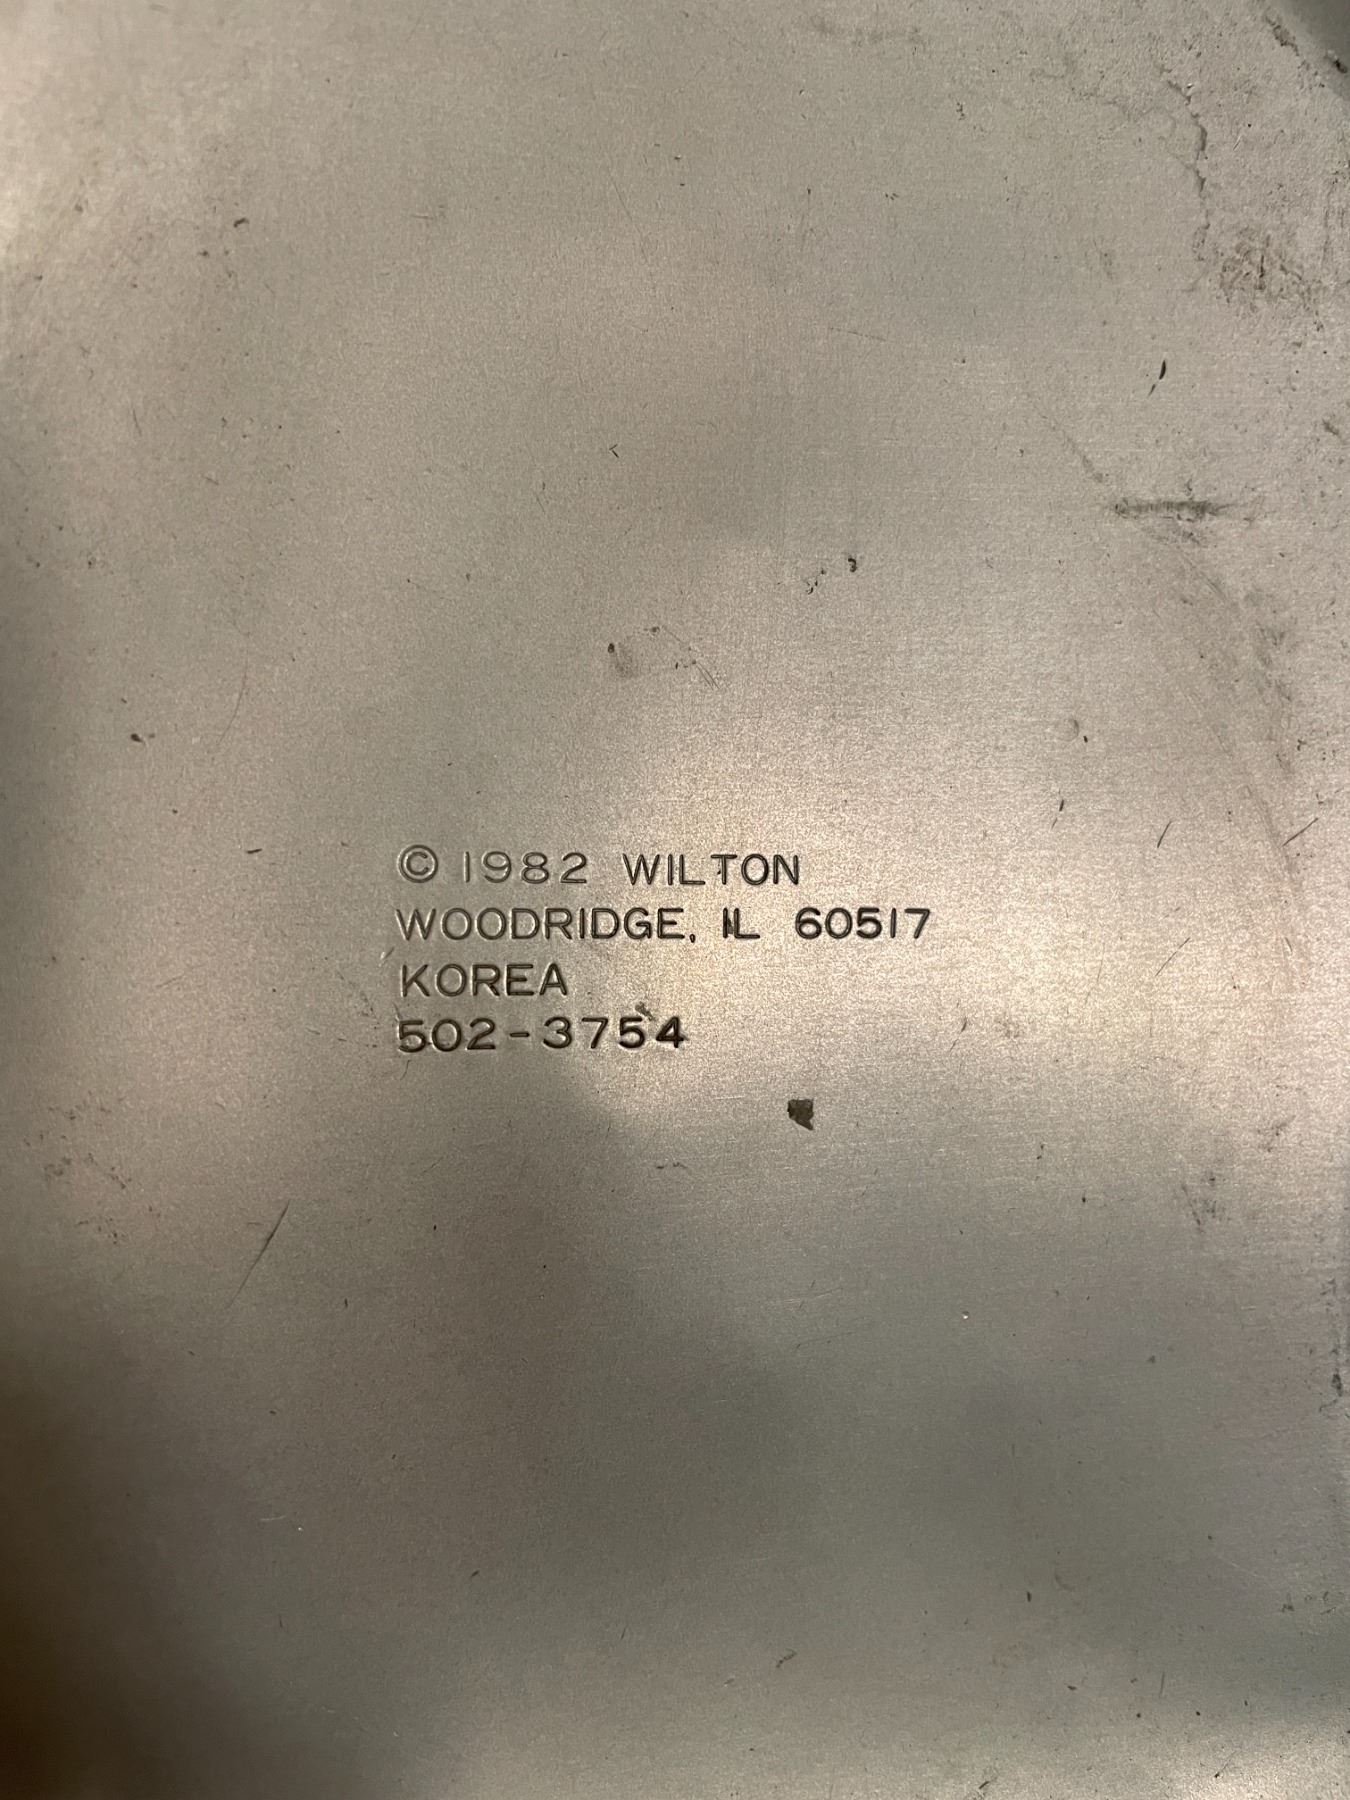 © 1982 WILTON
WOODRIDGE, IL 60517
KOREA
502-3754